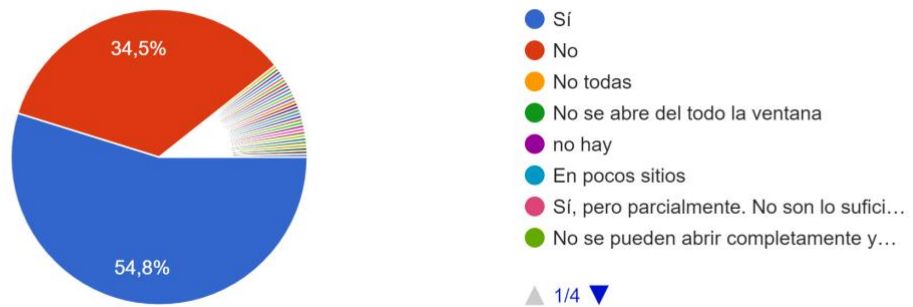 34,5%
54,8%
Sí
No
No todas
No se abre del todo la ventana
no hay
En pocos sitios
Sí, pero parcialmente. No son lo sufici…
No se pueden abrir completamente y…
1/4